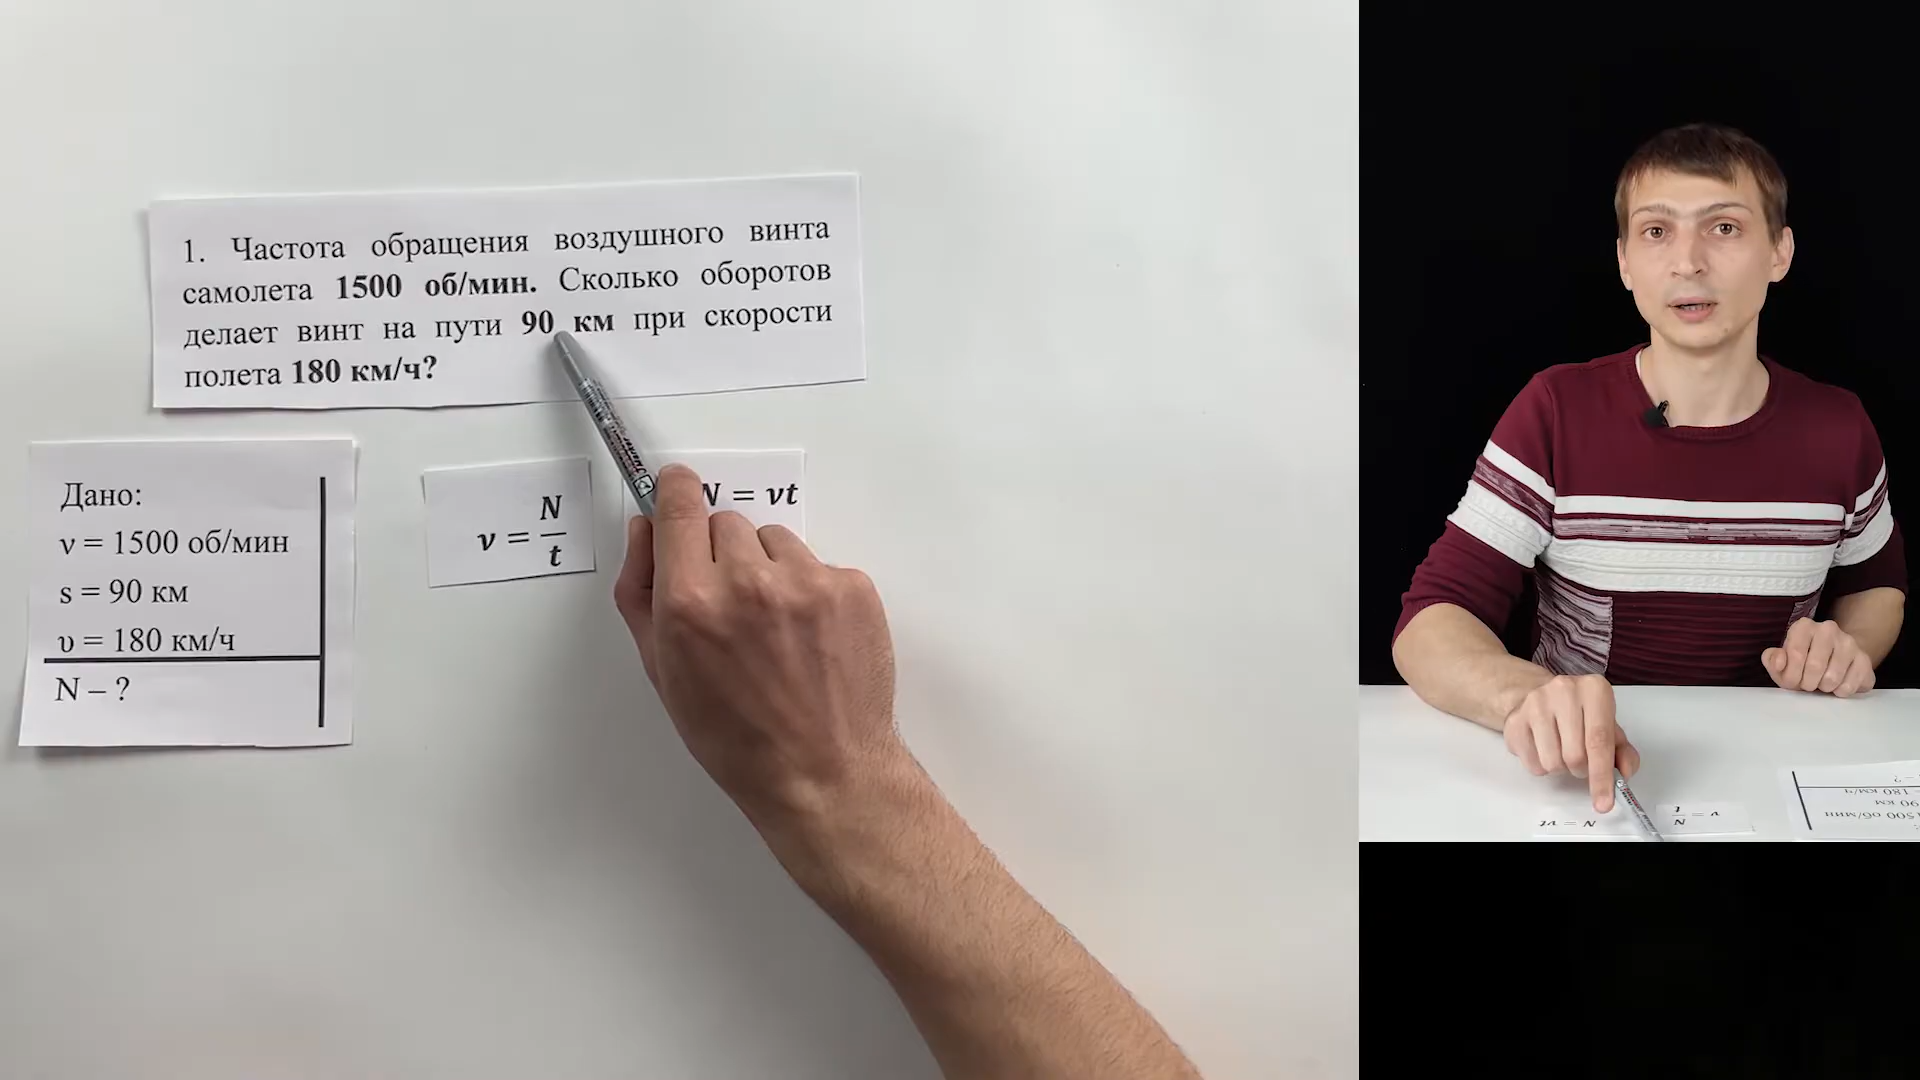 1. Частота обращения воздушного винта
самолета 1500 об/мин. Сколько оборотов
делает винт на пути 90 км при скорости
полета 180 км/ч?
Дано:
ν = 1500 об/мин
s = 90 км
υ = 180 км/ч
N – ?
ν = N/t
N = νt
N = νt
ν = N/t